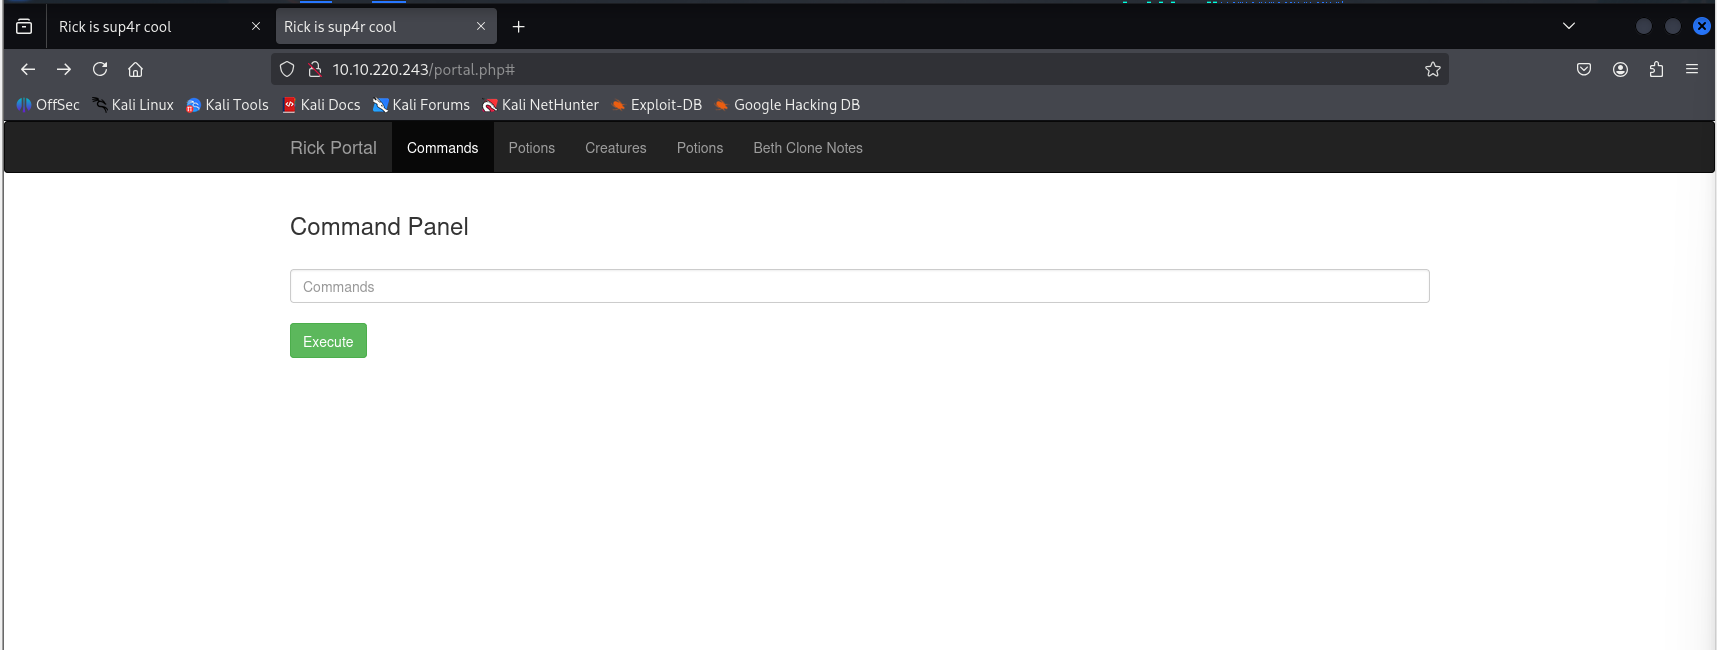 Rick is sup4r cool
Rick is sup4r cool
10.10.220.243/portal.php#
OffSec Kali Linux Kali Tools Kali Docs Kali Forums Kali NetHunter Exploit-DB Google Hacking DB
Rick Portal Commands Potions Creatures Potions Beth Clone Notes
Command Panel
Commands
Execute